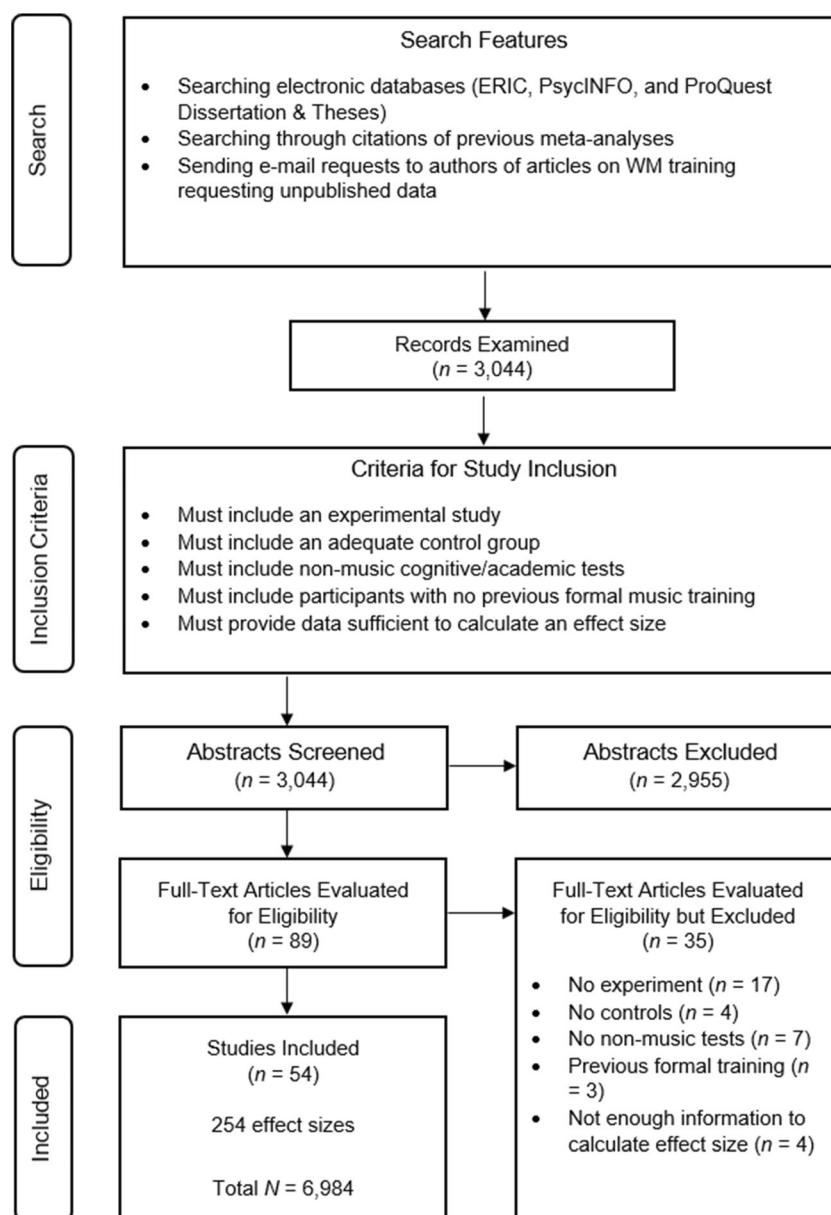 Search
Search Features
• Searching electronic databases (ERIC, PsycINFO, and ProQuest
Dissertation & Theses)
• Searching through citations of previous meta-analyses
• Sending e-mail requests to authors of articles on WM training
requesting unpublished data
Records Examined
(n = 3,044)
Inclusion Criteria
Criteria for Study Inclusion
• Must include an experimental study
• Must include an adequate control group
• Must include non-music cognitive/academic tests
• Must include participants with no previous formal music training
• Must provide data sufficient to calculate an effect size
Eligibility
Abstracts Screened
(n = 3,044)
Abstracts Excluded
(n = 2,955)
Full-Text Articles Evaluated
for Eligibility
(n = 89)
Full-Text Articles Evaluated
for Eligibility but Excluded
(n = 35)
• No experiment (n = 17)
• No controls (n = 4)
• No non-music tests (n = 7)
• Previous formal training (n
= 3)
• Not enough information to
calculate effect size (n = 4)
Included
Studies Included
(n = 54)
254 effect sizes
Total N = 6,984